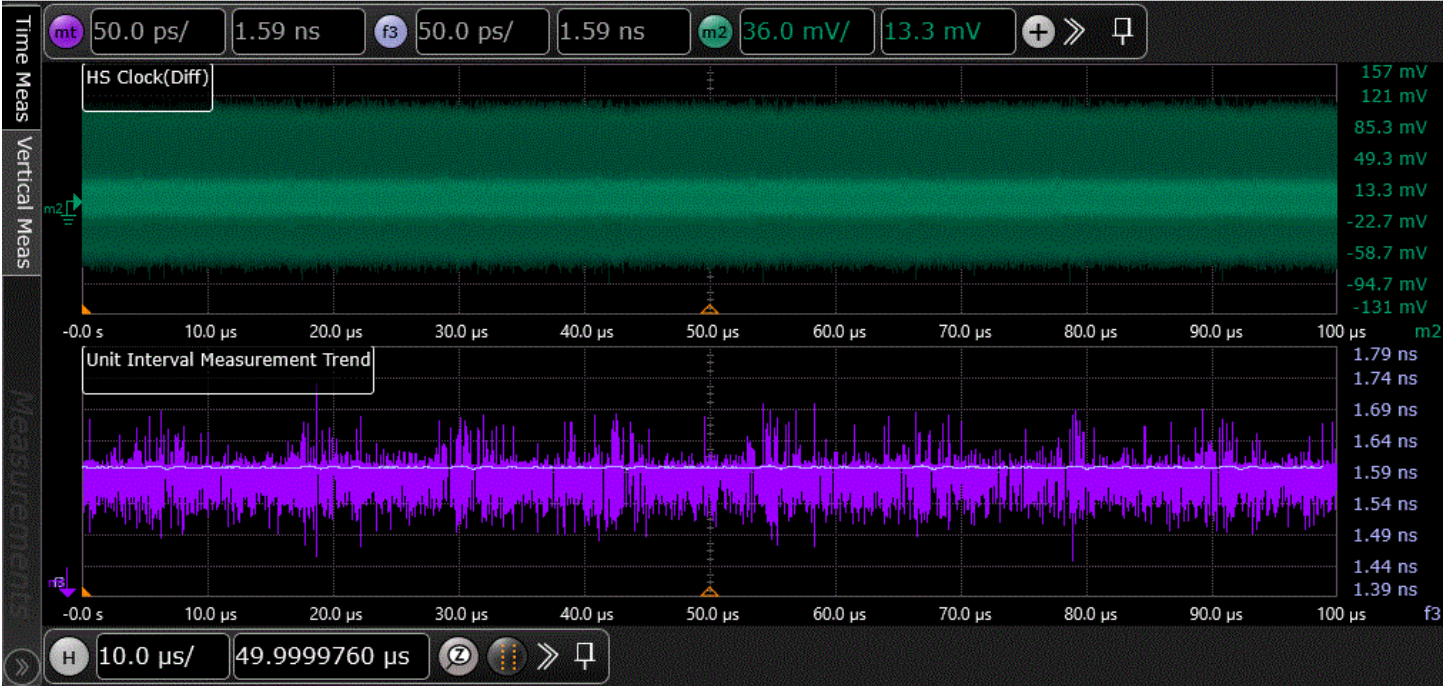 Time Meas
Vertical Meas
Measurements
mt 50.0 ps/ 1.59 ns f3 50.0 ps/ 1.59 ns m2 36.0 mV/ 13.3 mV
HS Clock(Diff)
157 mV
121 mV
85.3 mV
49.3 mV
13.3 mV
-22.7 mV
-58.7 mV
-94.7 mV
-131 mV
m2
-0.0 s 10.0 µs 20.0 µs 30.0 µs 40.0 µs 50.0 µs 60.0 µs 70.0 µs 80.0 µs 90.0 µs 100 µs m2
Unit Interval Measurement Trend
1.79 ns
1.74 ns
1.69 ns
1.64 ns
1.59 ns
1.54 ns
1.49 ns
1.44 ns
1.39 ns
-0.0 s 10.0 µs 20.0 µs 30.0 µs 40.0 µs 50.0 µs 60.0 µs 70.0 µs 80.0 µs 90.0 µs 100 µs f3
H 10.0 µs/ 49.9999760 µs Z